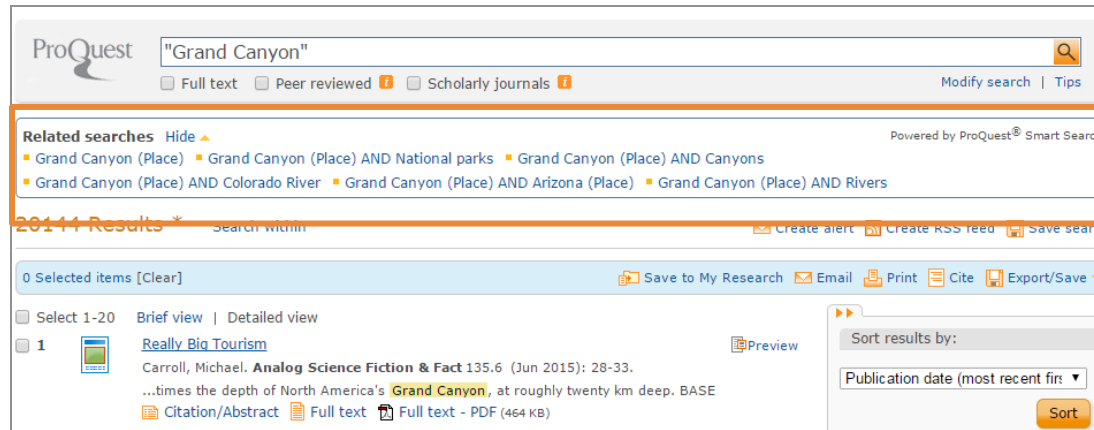 ProQuest
"Grand Canyon"
Full text Peer reviewed i Scholarly journals i
Modify search | Tips
Related searches Hide
Powered by ProQuest® Smart Searc
Grand Canyon (Place) Grand Canyon (Place) AND National parks Grand Canyon (Place) AND Canyons
Grand Canyon (Place) AND Colorado River Grand Canyon (Place) AND Arizona (Place) Grand Canyon (Place) AND Rivers
20144 Results * Search within Create alert Create RSS feed Save sear
0 Selected items [Clear] Save to My Research Email Print Cite Export/Save
Select 1-20 Brief view | Detailed view
1 Really Big Tourism Preview
Carroll, Michael. Analog Science Fiction & Fact 135.6 (Jun 2015): 28-33.
...times the depth of North America's Grand Canyon, at roughly twenty km deep. BASE
Citation/Abstract Full text Full text - PDF (464 KB)
Sort results by:
Publication date (most recent firs
Sort